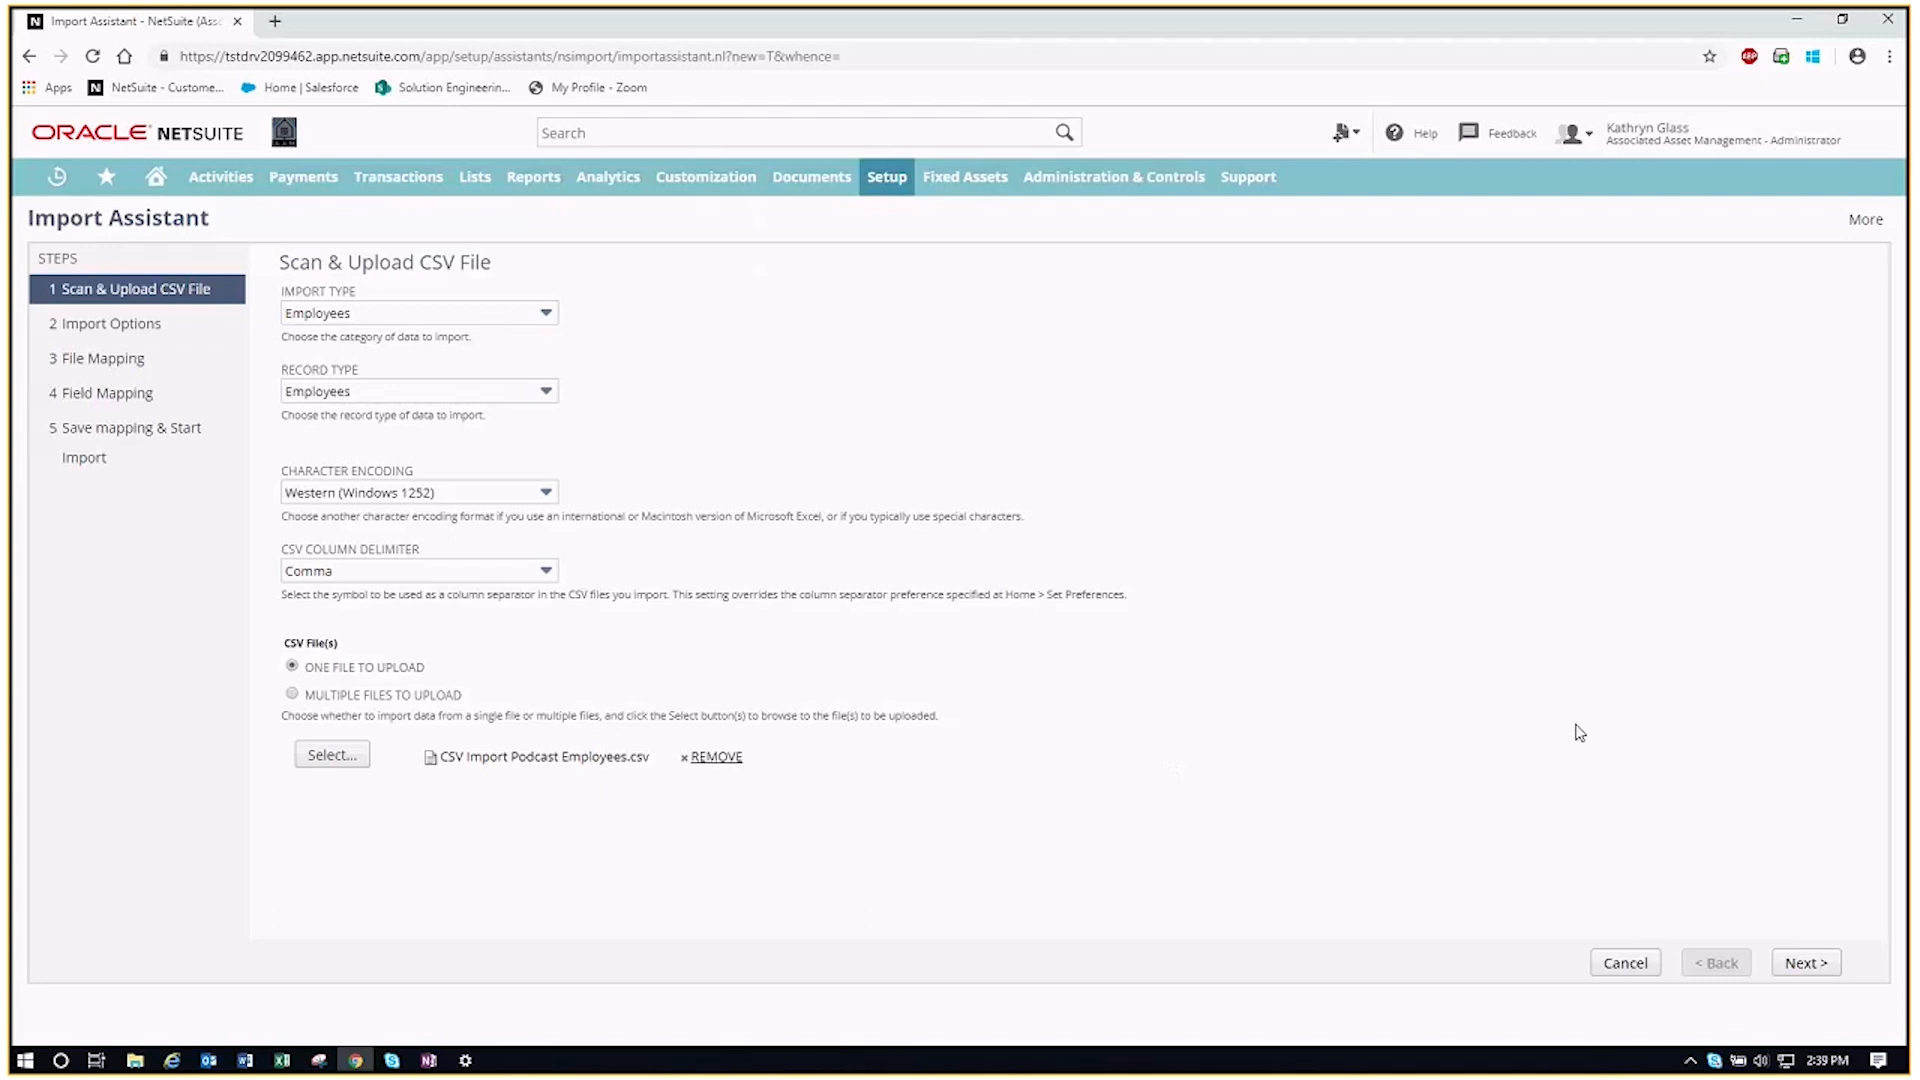 Import Assistant - NetSuite (Asso
https://tstdrv2099462.app.netsuite.com/app/setup/assistants/nsimport/importassistant.nl?new=T&whence=
Apps
NetSuite - Custome...
Home | Salesforce
Solution Engineerin...
My Profile - Zoom
ORACLE NETSUITE
Search
Help
Feedback
Kathryn Glass
Associated Asset Management - Administrator
Activities
Payments
Transactions
Lists
Reports
Analytics
Customization
Documents
Setup
Fixed Assets
Administration & Controls
Support
Import Assistant
More
STEPS
1 Scan & Upload CSV File
2 Import Options
3 File Mapping
4 Field Mapping
5 Save mapping & Start
Import
Scan & Upload CSV File
IMPORT TYPE
Employees
Choose the category of data to import.
RECORD TYPE
Employees
Choose the record type of data to import.
CHARACTER ENCODING
Western (Windows 1252)
Choose another character encoding format if you use an international or Macintosh version of Microsoft Excel, or if you typically use special characters.
CSV COLUMN DELIMITER
Comma
Select the symbol to be used as a column separator in the CSV files you import. This setting overrides the column separator preference specified at Home > Set Preferences.
CSV File(s)
ONE FILE TO UPLOAD
MULTIPLE FILES TO UPLOAD
Choose whether to import data from a single file or multiple files, and click the Select button(s) to browse to the file(s) to be uploaded.
Select...
CSV Import Podcast Employees.csv
× REMOVE
Cancel
< Back
Next >
2:39 PM